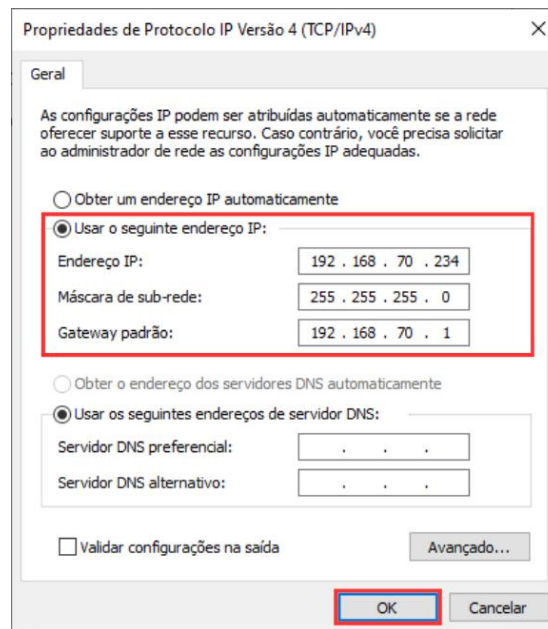 Propriedades de Protocolo IP Versão 4 (TCP/IPv4)
Geral
As configurações IP podem ser atribuídas automaticamente se a rede
oferecer suporte a esse recurso. Caso contrário, você precisa solicitar
ao administrador de rede as configurações IP adequadas.
Obter um endereço IP automaticamente
Usar o seguinte endereço IP:
Endereço IP: 192 . 168 . 70 . 234
Máscara de sub-rede: 255 . 255 . 255 . 0
Gateway padrão: 192 . 168 . 70 . 1
Obter o endereço dos servidores DNS automaticamente
Usar os seguintes endereços de servidor DNS:
Servidor DNS preferencial: . . .
Servidor DNS alternativo: . . .
Validar configurações na saída Avançado...
OK Cancelar